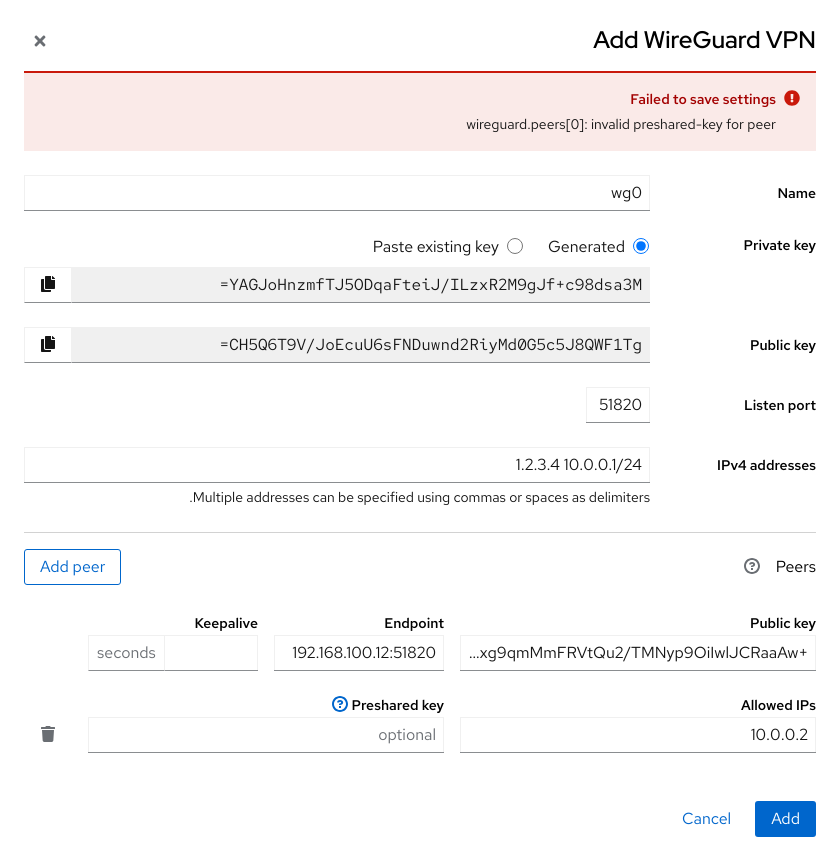 Add WireGuard VPN
Failed to save settings
wireguard.peers[0]: invalid preshared-key for peer
Name
wg0
Private key
Generated
Paste existing key
=YAGJoHnzmfTJ5ODqaFteiJ/ILzxR2M9gJf+c98dsa3M
Public key
=CH5Q6T9V/JoEcuU6sFNDuwnd2RiyMd0G5c5J8QWF1Tg
Listen port
51820
IPv4 addresses
1.2.3.4 10.0.0.1/24
.Multiple addresses can be specified using commas or spaces as delimiters
Peers
Add peer
Public key
...xg9qmMmFRVtQu2/TMNyp9OiIwlJCRaaAw+
Endpoint
192.168.100.12:51820
Keepalive
seconds
Allowed IPs
10.0.0.2
Preshared key
optional
Add
Cancel